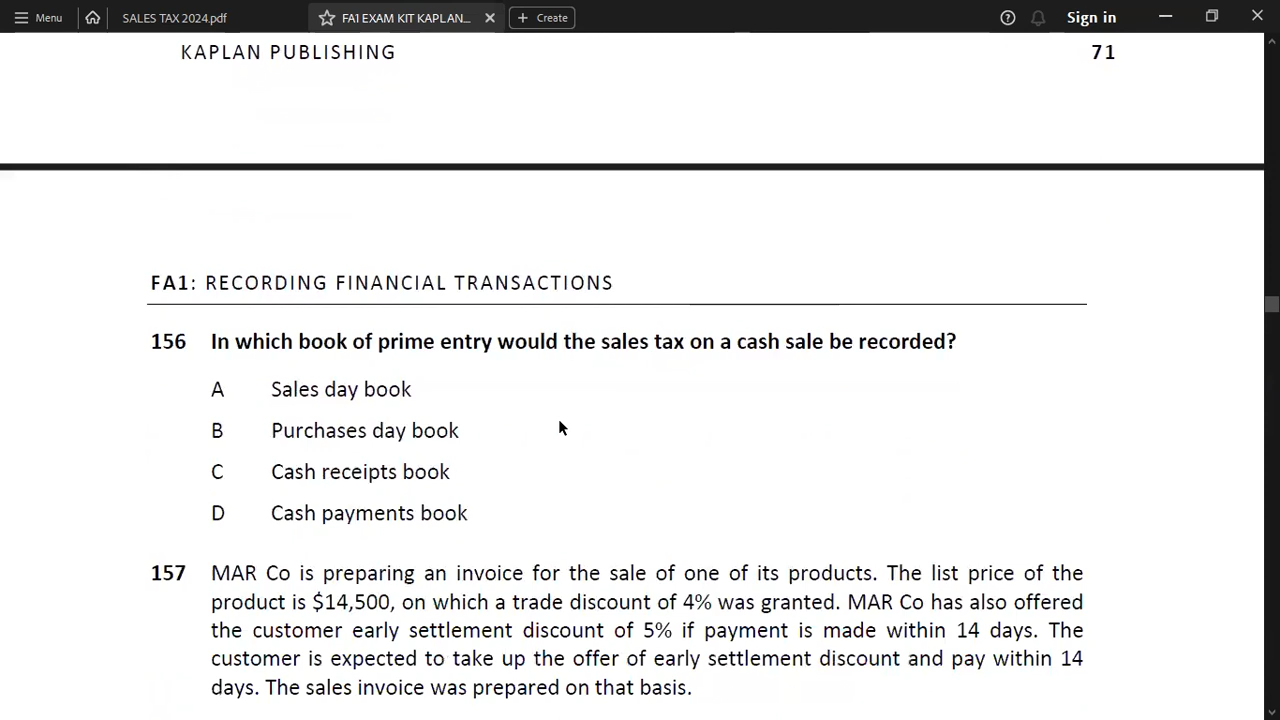 Menu SALES TAX 2024.pdf FA1 EXAM KIT KAPLAN... Create Sign in
KAPLAN PUBLISHING 71
FA1: RECORDING FINANCIAL TRANSACTIONS
156 In which book of prime entry would the sales tax on a cash sale be recorded?
A Sales day book
B Purchases day book
C Cash receipts book
D Cash payments book
157 MAR Co is preparing an invoice for the sale of one of its products. The list price of the
product is $14,500, on which a trade discount of 4% was granted. MAR Co has also offered
the customer early settlement discount of 5% if payment is made within 14 days. The
customer is expected to take up the offer of early settlement discount and pay within 14
days. The sales invoice was prepared on that basis.